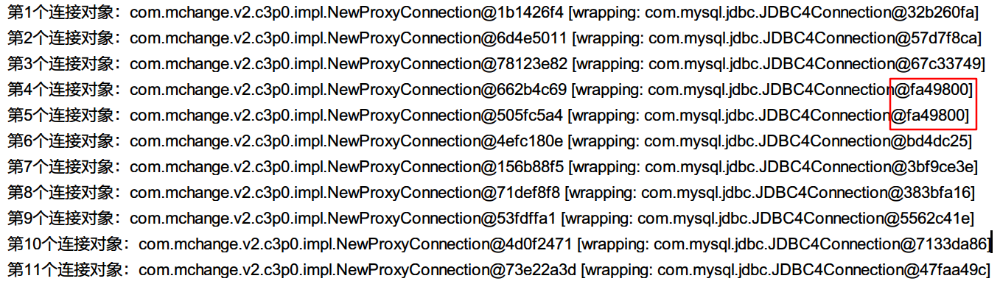 第1个连接对象：com.mchange.v2.c3p0.impl.NewProxyConnection@1b1426f4 [wrapping: com.mysql.jdbc.JDBC4Connection@32b260fa]
第2个连接对象：com.mchange.v2.c3p0.impl.NewProxyConnection@6d4e5011 [wrapping: com.mysql.jdbc.JDBC4Connection@57d7f8ca]
第3个连接对象：com.mchange.v2.c3p0.impl.NewProxyConnection@78123e82 [wrapping: com.mysql.jdbc.JDBC4Connection@67c33749]
第4个连接对象：com.mchange.v2.c3p0.impl.NewProxyConnection@662b4c69 [wrapping: com.mysql.jdbc.JDBC4Connection@fa49800]
第5个连接对象：com.mchange.v2.c3p0.impl.NewProxyConnection@505fc5a4 [wrapping: com.mysql.jdbc.JDBC4Connection@fa49800]
第6个连接对象：com.mchange.v2.c3p0.impl.NewProxyConnection@4efc180e [wrapping: com.mysql.jdbc.JDBC4Connection@bd4dc25]
第7个连接对象：com.mchange.v2.c3p0.impl.NewProxyConnection@156b88f5 [wrapping: com.mysql.jdbc.JDBC4Connection@3bf9ce3e]
第8个连接对象：com.mchange.v2.c3p0.impl.NewProxyConnection@71def8f8 [wrapping: com.mysql.jdbc.JDBC4Connection@383bfa16]
第9个连接对象：com.mchange.v2.c3p0.impl.NewProxyConnection@53fdffa1 [wrapping: com.mysql.jdbc.JDBC4Connection@5562c41e]
第10个连接对象：com.mchange.v2.c3p0.impl.NewProxyConnection@4d0f2471 [wrapping: com.mysql.jdbc.JDBC4Connection@7133da86]
第11个连接对象：com.mchange.v2.c3p0.impl.NewProxyConnection@73e22a3d [wrapping: com.mysql.jdbc.JDBC4Connection@47faa49c]